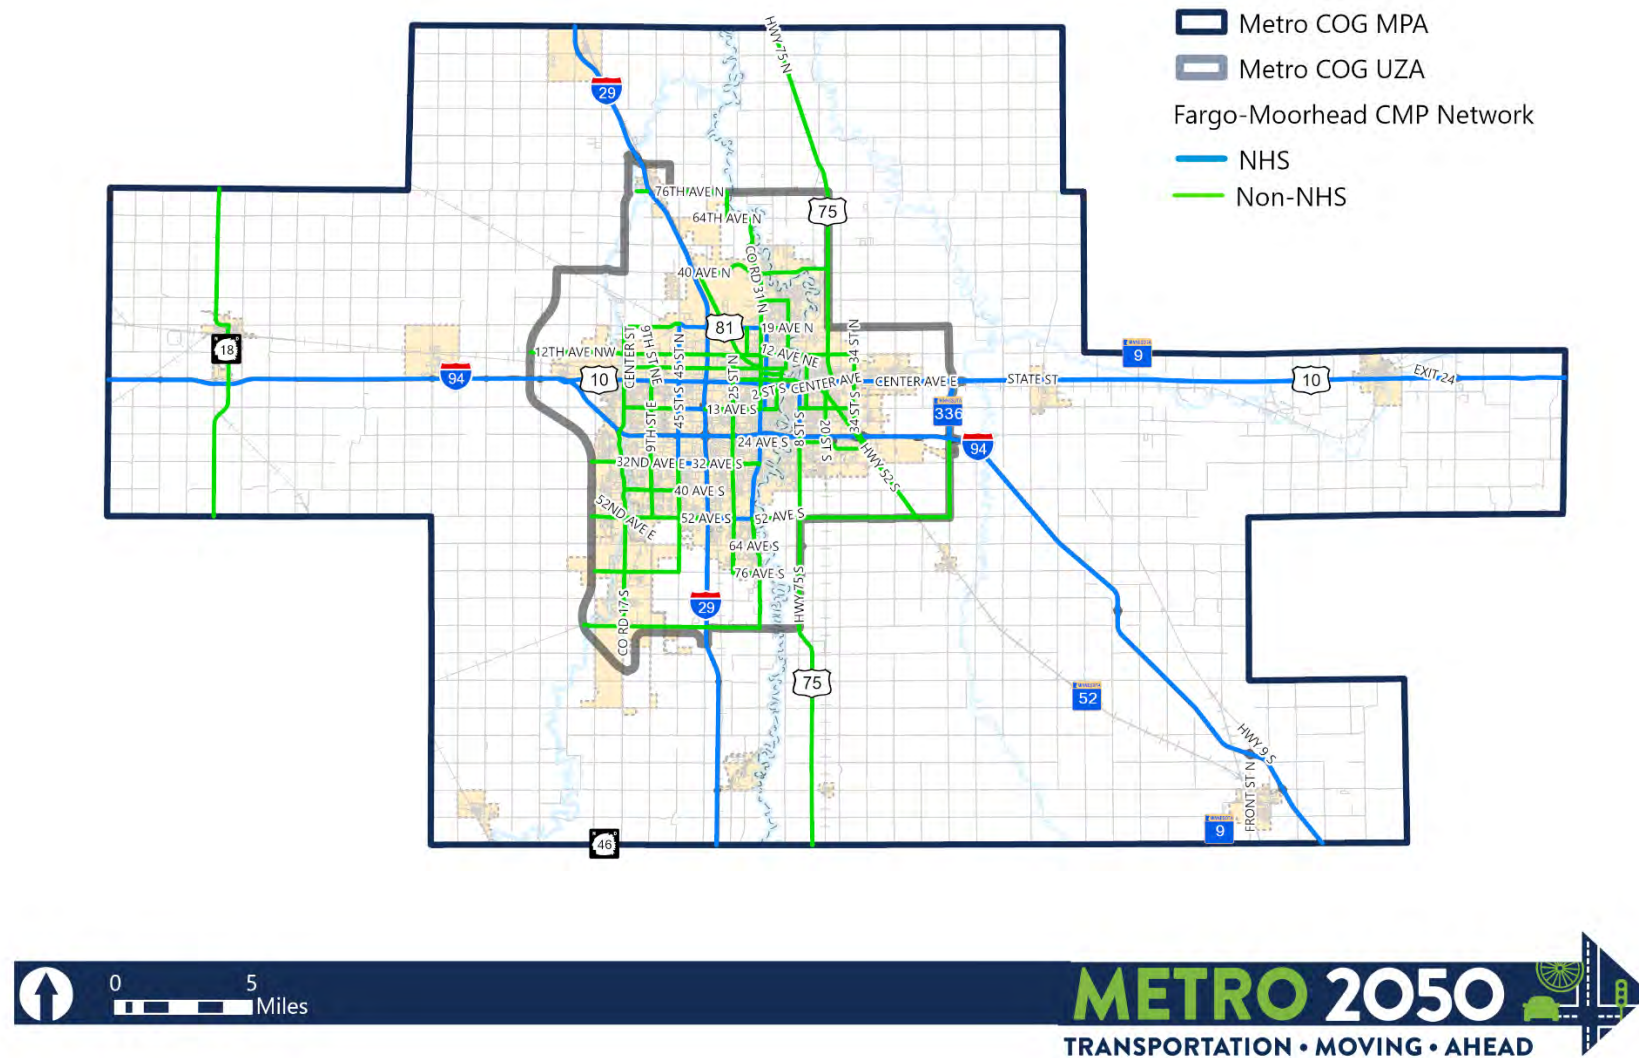 Metro COG MPA
Metro COG UZA
Fargo-Moorhead CMP Network
NHS
Non-NHS
HWY 75 N
29
76TH AVE N
64TH AVE N
75
CO RD 31 N
40 AVE N
81
19 AVE N
CENTER ST
9TH ST NE
45 ST N
34 ST N
12TH AVE NW
12 AVE NE
18
94
10
25 ST N
2 ST S
CENTER AVE
CENTER AVE E
STATE ST
9
10
EXIT 24
13 AVE S
336
45 ST S
9TH ST E
8 ST S
20 ST S
34 ST S
24 AVE S
94
32ND AVE E
32 AVE S
HWY 52 S
40 AVE S
52ND AVE E
52 AVE S
52 AVE S
64 AVE S
76 AVE S
29
CO RD 17 S
HWY 75 S
75
52
HWY 9 S
FRONT ST N
9
46
0 5
Miles
METRO 2050
TRANSPORTATION • MOVING • AHEAD